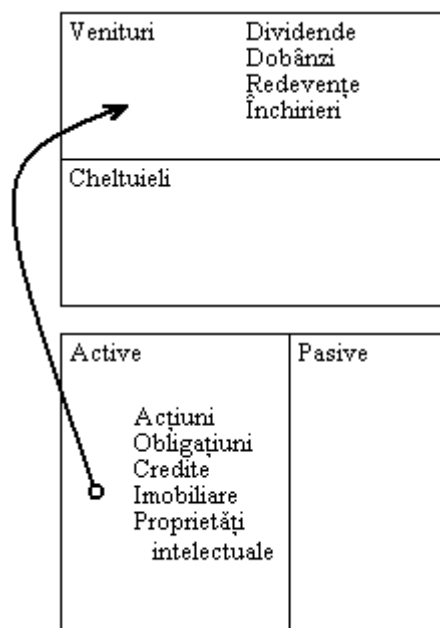 Venituri
Dividende
Dobânzi
Redevențe
Închirieri
Cheltuieli
Active
Pasive
Acțiuni
Obligațiuni
Credite
Imobiliare
Proprietăți
intelectuale